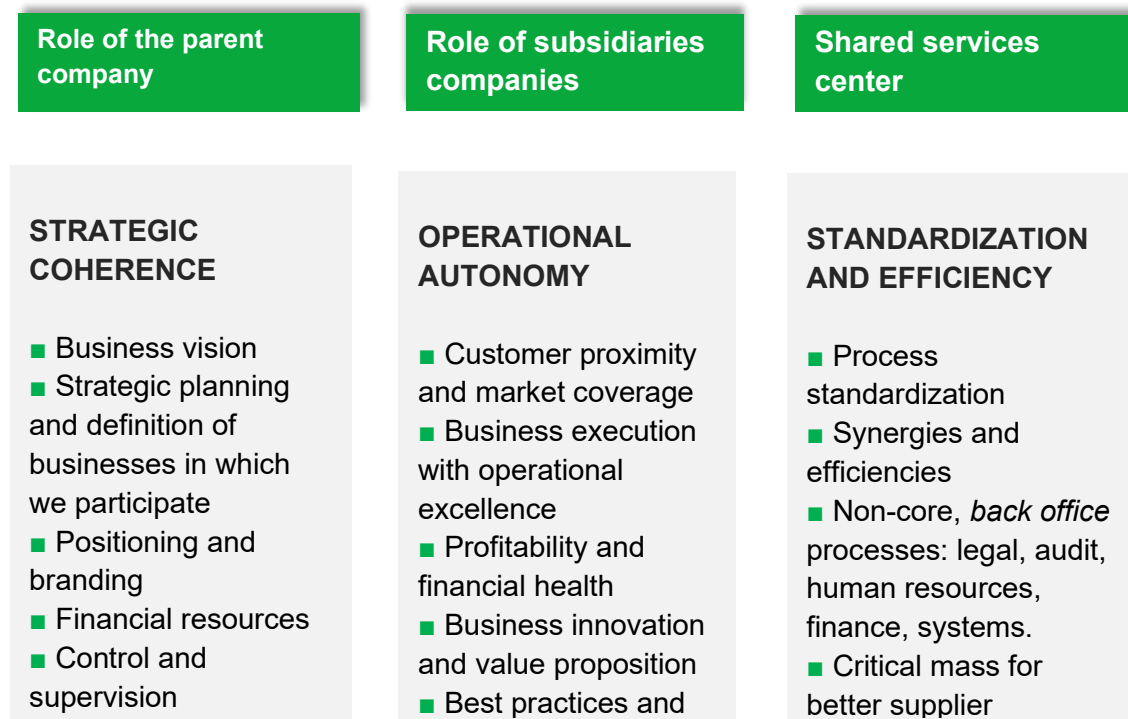 Role of the parent
company
STRATEGIC
COHERENCE
■ Business vision
■ Strategic planning
and definition of
businesses in which
we participate
■ Positioning and
branding
■ Financial resources
■ Control and
supervision
Role of subsidiaries
companies
OPERATIONAL
AUTONOMY
■ Customer proximity
and market coverage
■ Business execution
with operational
excellence
■ Profitability and
financial health
■ Business innovation
and value proposition
■ Best practices and
Shared services
center
STANDARDIZATION
AND EFFICIENCY
■ Process
standardization
■ Synergies and
efficiencies
■ Non-core, back office
processes: legal, audit,
human resources,
finance, systems.
■ Critical mass for
better supplier